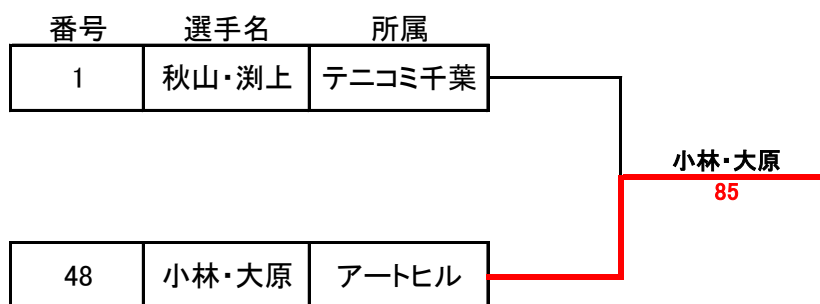 番号 選手名 所属
1 秋山・渕上 テニコミ千葉
小林・大原
85
48 小林・大原 アートヒル